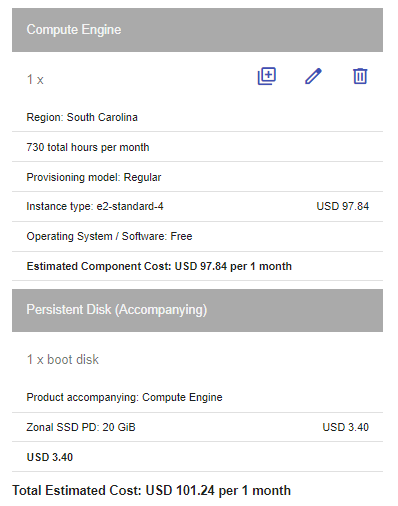 Compute Engine
1 x
Region: South Carolina
730 total hours per month
Provisioning model: Regular
Instance type: e2-standard-4 USD 97.84
Operating System / Software: Free
Estimated Component Cost: USD 97.84 per 1 month
Persistent Disk (Accompanying)
1 x boot disk
Product accompanying: Compute Engine
Zonal SSD PD: 20 GiB USD 3.40
USD 3.40
Total Estimated Cost: USD 101.24 per 1 month